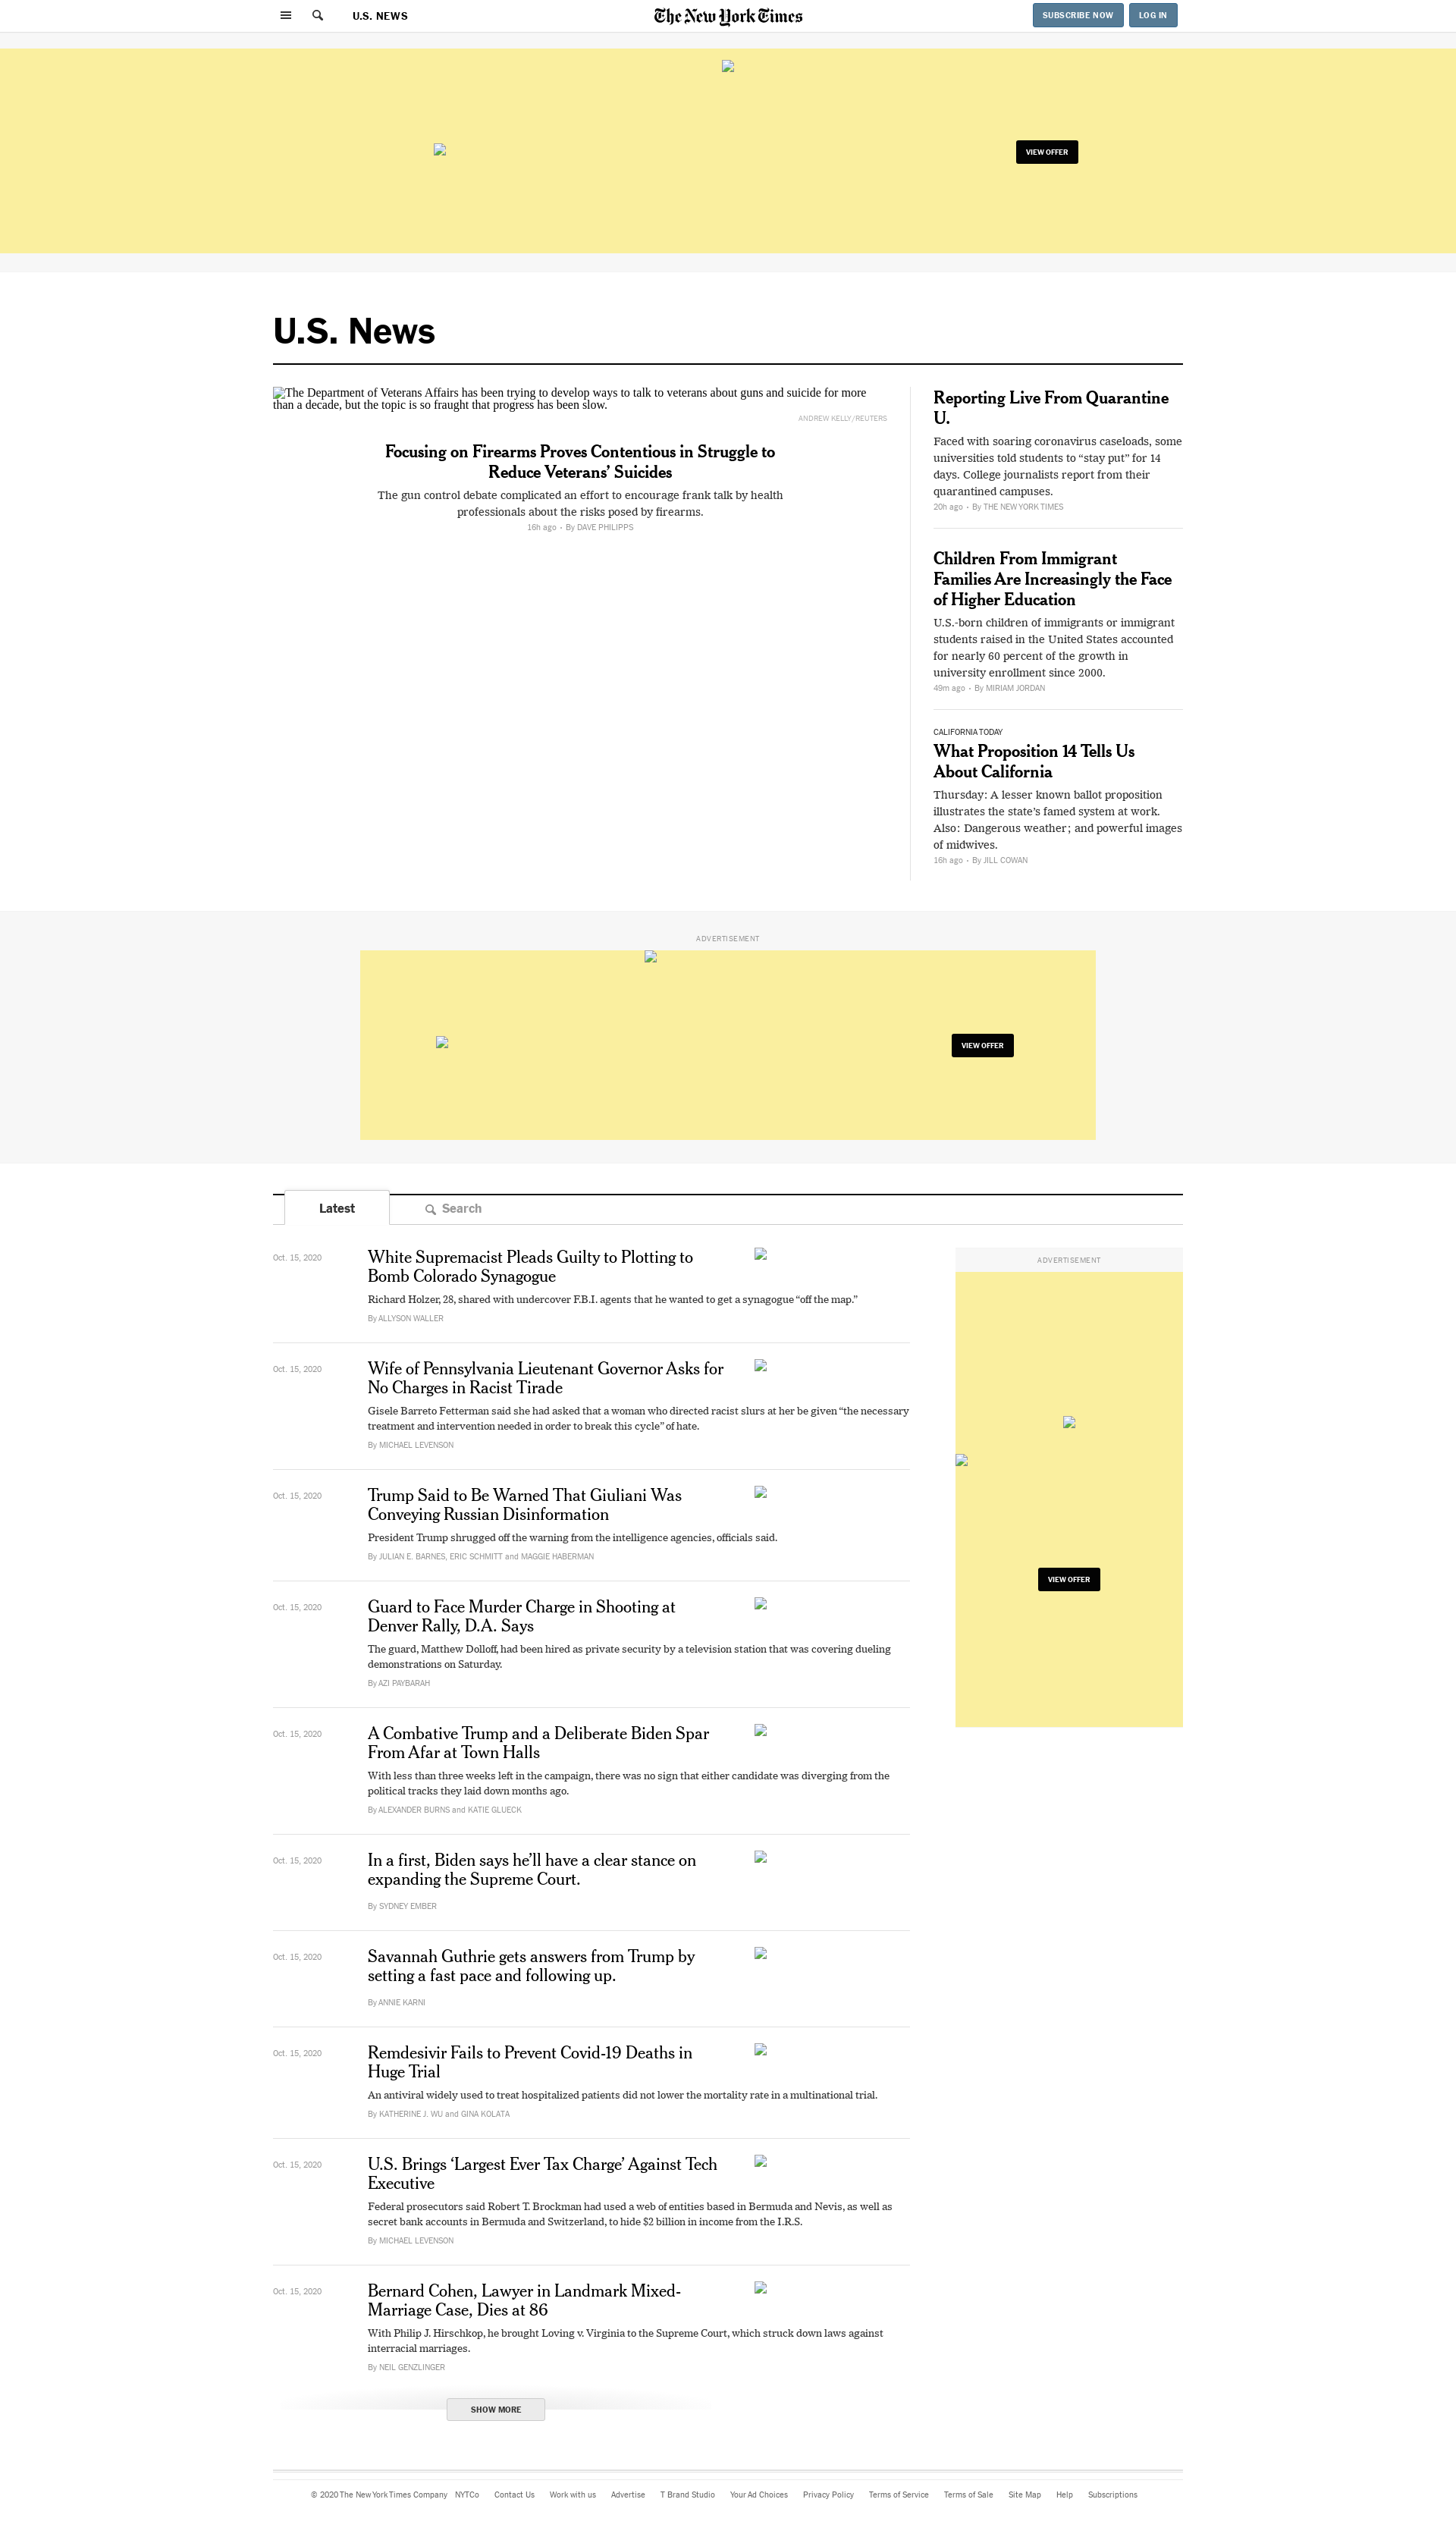 U.S. NEWS
The New York Times
SUBSCRIBE NOW
LOG IN
VIEW OFFER
U.S. News
The Department of Veterans Affairs has been trying to develop ways to talk to veterans about guns and suicide for more
than a decade, but the topic is so fraught that progress has been slow.
ANDREW KELLY/REUTERS
Focusing on Firearms Proves Contentious in Struggle to
Reduce Veterans’ Suicides
The gun control debate complicated an effort to encourage frank talk by health
professionals about the risks posed by firearms.
16h ago • By DAVE PHILIPPS
Reporting Live From Quarantine
U.
Faced with soaring coronavirus caseloads, some
universities told students to “stay put” for 14
days. College journalists report from their
quarantined campuses.
20h ago • By THE NEW YORK TIMES
Children From Immigrant
Families Are Increasingly the Face
of Higher Education
U.S.-born children of immigrants or immigrant
students raised in the United States accounted
for nearly 60 percent of the growth in
university enrollment since 2000.
49m ago • By MIRIAM JORDAN
CALIFORNIA TODAY
What Proposition 14 Tells Us
About California
Thursday: A lesser known ballot proposition
illustrates the state’s famed system at work.
Also: Dangerous weather; and powerful images
of midwives.
16h ago • By JILL COWAN
ADVERTISEMENT
VIEW OFFER
Latest
Search
Oct. 15, 2020
White Supremacist Pleads Guilty to Plotting to
Bomb Colorado Synagogue
Richard Holzer, 28, shared with undercover F.B.I. agents that he wanted to get a synagogue “off the map.”
By ALLYSON WALLER
Oct. 15, 2020
Wife of Pennsylvania Lieutenant Governor Asks for
No Charges in Racist Tirade
Gisele Barreto Fetterman said she had asked that a woman who directed racist slurs at her be given “the necessary
treatment and intervention needed in order to break this cycle” of hate.
By MICHAEL LEVENSON
Oct. 15, 2020
Trump Said to Be Warned That Giuliani Was
Conveying Russian Disinformation
President Trump shrugged off the warning from the intelligence agencies, officials said.
By JULIAN E. BARNES, ERIC SCHMITT and MAGGIE HABERMAN
Oct. 15, 2020
Guard to Face Murder Charge in Shooting at
Denver Rally, D.A. Says
The guard, Matthew Dolloff, had been hired as private security by a television station that was covering dueling
demonstrations on Saturday.
By AZI PAYBARAH
Oct. 15, 2020
A Combative Trump and a Deliberate Biden Spar
From Afar at Town Halls
With less than three weeks left in the campaign, there was no sign that either candidate was diverging from the
political tracks they laid down months ago.
By ALEXANDER BURNS and KATIE GLUECK
Oct. 15, 2020
In a first, Biden says he’ll have a clear stance on
expanding the Supreme Court.
By SYDNEY EMBER
Oct. 15, 2020
Savannah Guthrie gets answers from Trump by
setting a fast pace and following up.
By ANNIE KARNI
Oct. 15, 2020
Remdesivir Fails to Prevent Covid-19 Deaths in
Huge Trial
An antiviral widely used to treat hospitalized patients did not lower the mortality rate in a multinational trial.
By KATHERINE J. WU and GINA KOLATA
Oct. 15, 2020
U.S. Brings ‘Largest Ever Tax Charge’ Against Tech
Executive
Federal prosecutors said Robert T. Brockman had used a web of entities based in Bermuda and Nevis, as well as
secret bank accounts in Bermuda and Switzerland, to hide $2 billion in income from the I.R.S.
By MICHAEL LEVENSON
Oct. 15, 2020
Bernard Cohen, Lawyer in Landmark Mixed-
Marriage Case, Dies at 86
With Philip J. Hirschkop, he brought Loving v. Virginia to the Supreme Court, which struck down laws against
interracial marriages.
By NEIL GENZLINGER
SHOW MORE
ADVERTISEMENT
VIEW OFFER
© 2020 The New York Times Company NYTCo Contact Us Work with us Advertise T Brand Studio Your Ad Choices Privacy Policy Terms of Service Terms of Sale Site Map Help Subscriptions